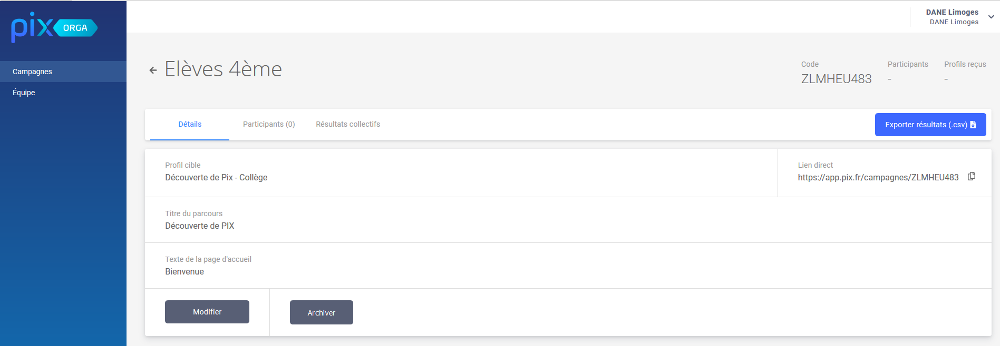 pix ORGA
DANE Limoges
DANE Limoges
Campagnes
Équipe
Elèves 4ème
Code
ZLMHEU483
Participants
-
Profils reçus
-
Détails
Participants (0)
Résultats collectifs
Exporter résultats (.csv)
Profil cible
Découverte de Pix - Collège
Lien direct
https://app.pix.fr/campagnes/ZLMHEU483
Titre du parcours
Découverte de PIX
Texte de la page d'accueil
Bienvenue
Modifier
Archiver